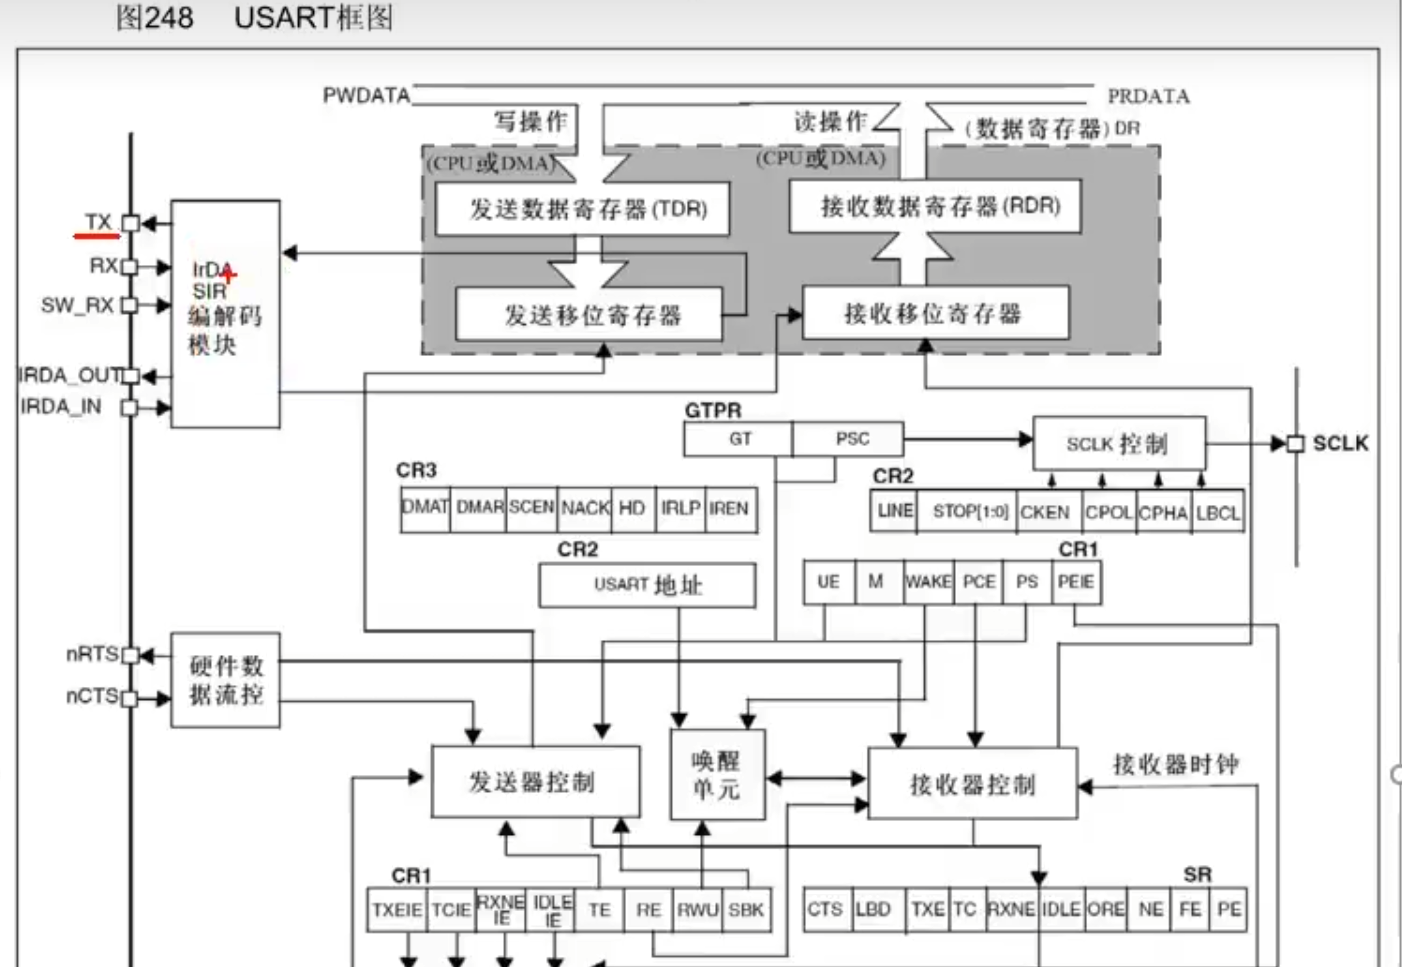 图248 USART框图
PWDATA
PRDATA
写操作
读操作
(数据寄存器) DR
(CPU或DMA)
(CPU或DMA)
发送数据寄存器(TDR)
接收数据寄存器(RDR)
TX
RX
SW_RX
IRDA_OUT
IRDA_IN
IrDA
SIR
编解码
模块
发送移位寄存器
接收移位寄存器
GTPR
GT
PSC
SCLK 控制
SCLK
CR3
DMAT DMAR SCEN NACK HD IRLP IREN
CR2
LINE STOP[1:0] CKEN CPOL CPHA LBCL
CR2
USART 地址
CR1
UE M WAKE PCE PS PEIE
nRTS
nCTS
硬件数
据流控
发送器控制
唤醒
单元
接收器控制
接收器时钟
CR1
TXEIE TCIE RXNE IE IDLE IE TE RE RWU SBK
SR
CTS LBD TXE TC RXNE IDLE ORE NE FE PE